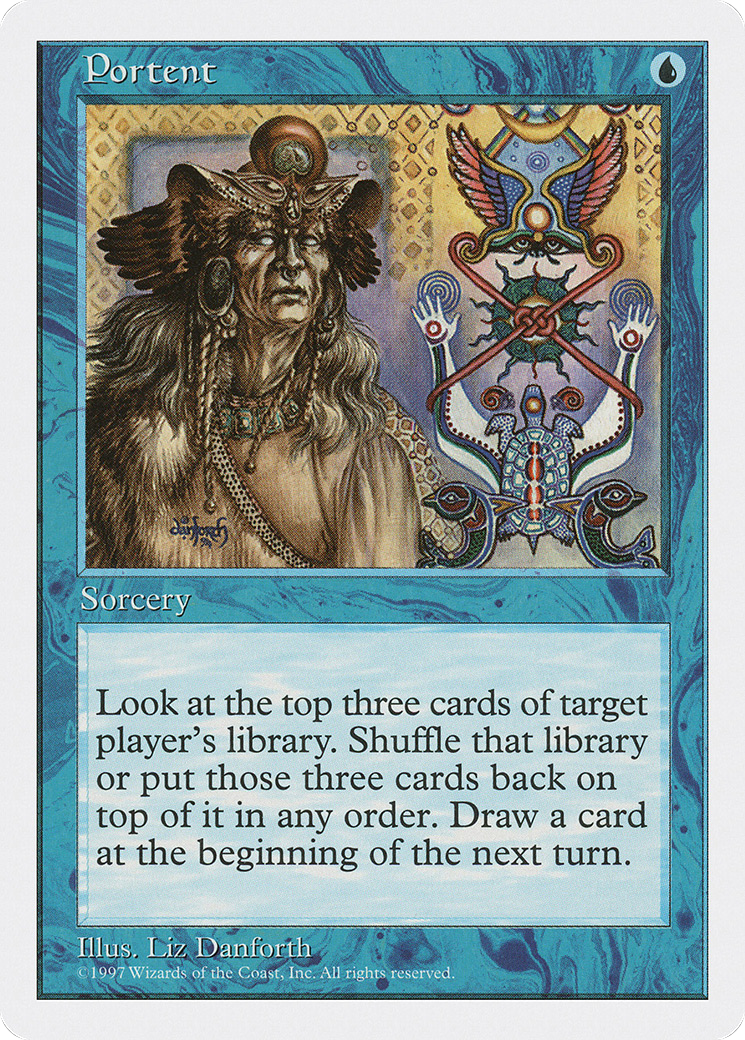 Portent
danforth
Sorcery
Look at the top three cards of target
player's library. Shuffle that library
or put those three cards back on
top of it in any order. Draw a card
at the beginning of the next turn.
Illus. Liz Danforth
©1997 Wizards of the Coast, Inc. All rights reserved.